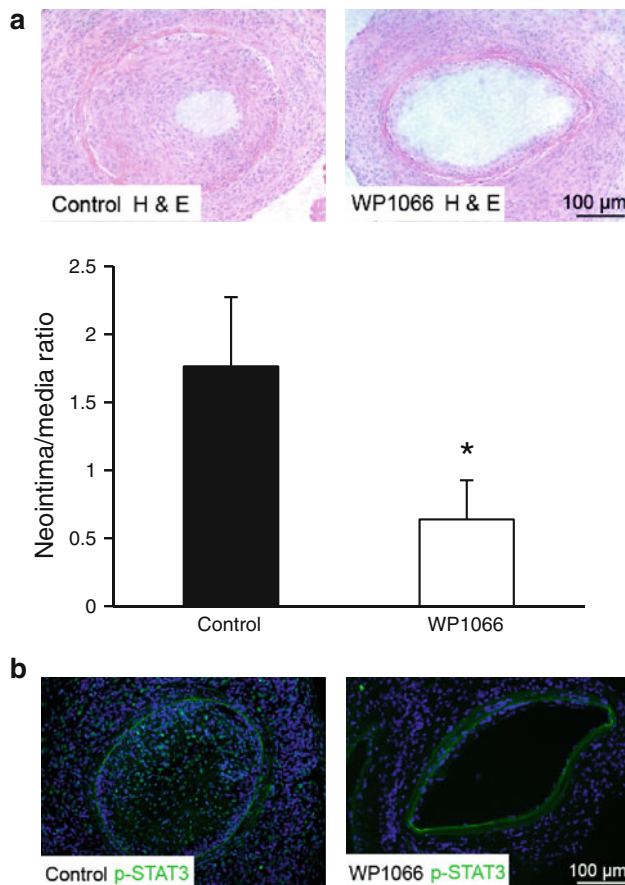 a
Control H & E
WP1066 H & E
100 µm
2.5
2
1.5
1
0.5
0
Neointima/media ratio
*
Control
WP1066
b
Control p-STAT3
WP1066 p-STAT3
100 µm